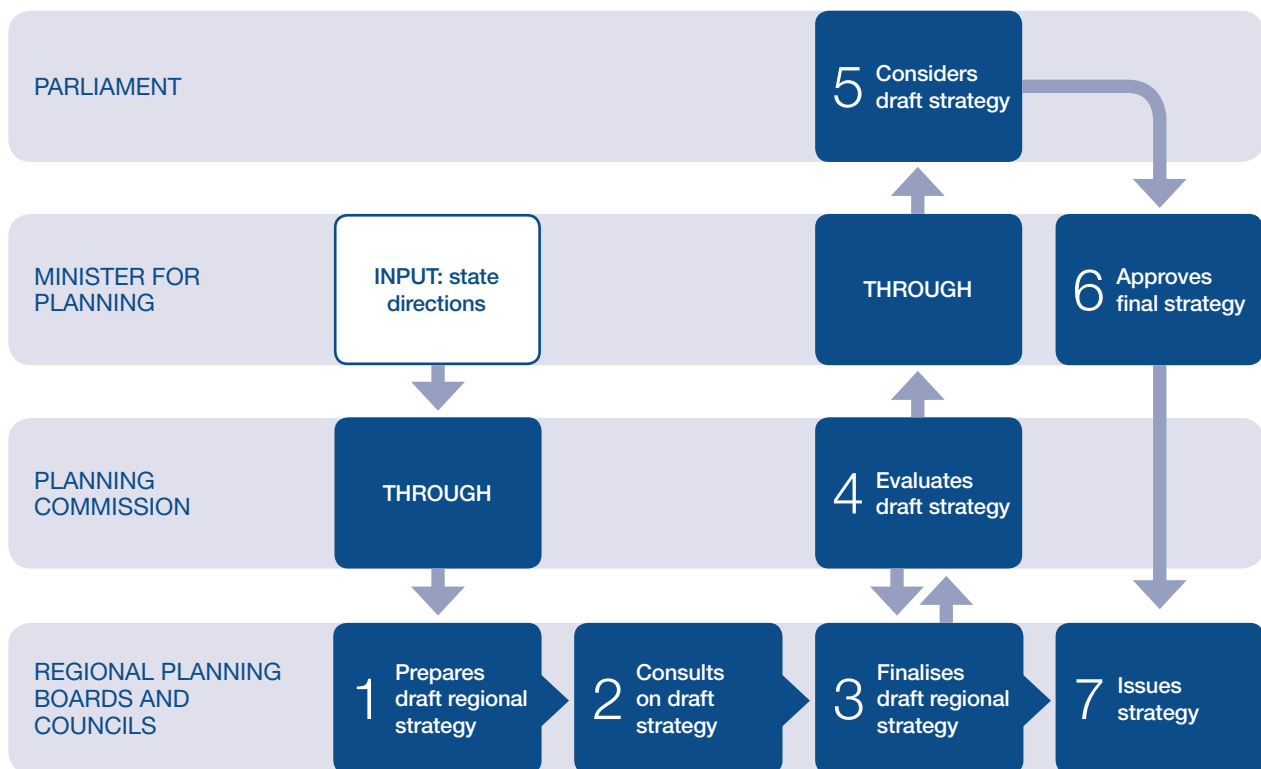 PARLIAMENT
5
Considers
draft strategy
MINISTER FOR
PLANNING
INPUT: state
directions
THROUGH
6
Approves
final strategy
PLANNING
COMMISSION
THROUGH
4
Evaluates
draft strategy
REGIONAL PLANNING
BOARDS AND
COUNCILS
1
Prepares
draft regional
strategy
2
Consults
on draft
strategy
3
Finalises
draft regional
strategy
7
Issues
strategy